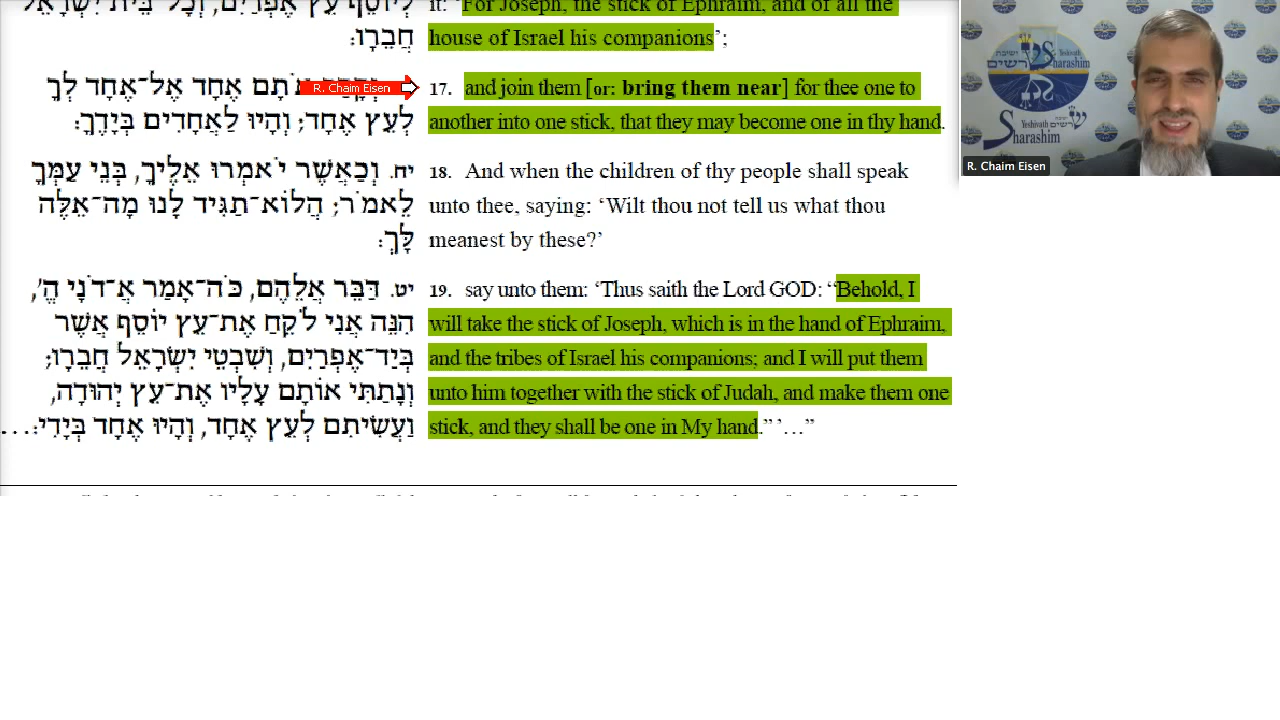 it: ‘For Joseph, the stick of Ephraim, and of all the
house of Israel his companions’;
לְיוֹסֵף עֵץ אֶפְרַיִם, וְכָל־בֵּית יִשְׂרָאֵל
חֲבֵרָו:
17. and join them [or: bring them near] for thee one to
another into one stick, that they may become one in thy hand.
אֹתָם אֶחָד אֶל־אֶחָד לְךָ
לְעֵץ אֶחָד; וְהָיוּ לַאֲחָדִים בְּיָדֶךָ:
R. Chaim Eisen
18. And when the children of thy people shall speak
unto thee, saying: ‘Wilt thou not tell us what thou
meanest by these?’
יח. וְכַאֲשֶׁר יֹאמְרוּ אֵלֶיךָ, בְּנֵי עַמְּךָ
לֵאמֹר; הֲלוֹא־תַגִּיד לָנוּ מָה־אֵלֶּה
לָּךְ:
19. say unto them: ‘Thus saith the Lord GOD: “Behold, I
will take the stick of Joseph, which is in the hand of Ephraim,
and the tribes of Israel his companions; and I will put them
unto him together with the stick of Judah, and make them one
stick, and they shall be one in My hand.” ’…”
יט. דַּבֵּר אֲלֵהֶם, כֹּה־אָמַר אֲ־דֹנָי הֱ',
הִנֵּה אֲנִי לֹקֵחַ אֶת־עֵץ יוֹסֵף אֲשֶׁר
בְּיַד־אֶפְרַיִם, וְשִׁבְטֵי יִשְׂרָאֵל חֲבֵרָו;
וְנָתַתִּי אוֹתָם עָלָיו אֶת־עֵץ יְהוּדָה,
וַעֲשִׂיתִם לְעֵץ אֶחָד, וְהָיוּ אֶחָד בְּיָדִי:…
Yeshivath
Sharashim
ישיבת
שרשים
Yeshivath
Sharashim
שרשים
R. Chaim Eisen